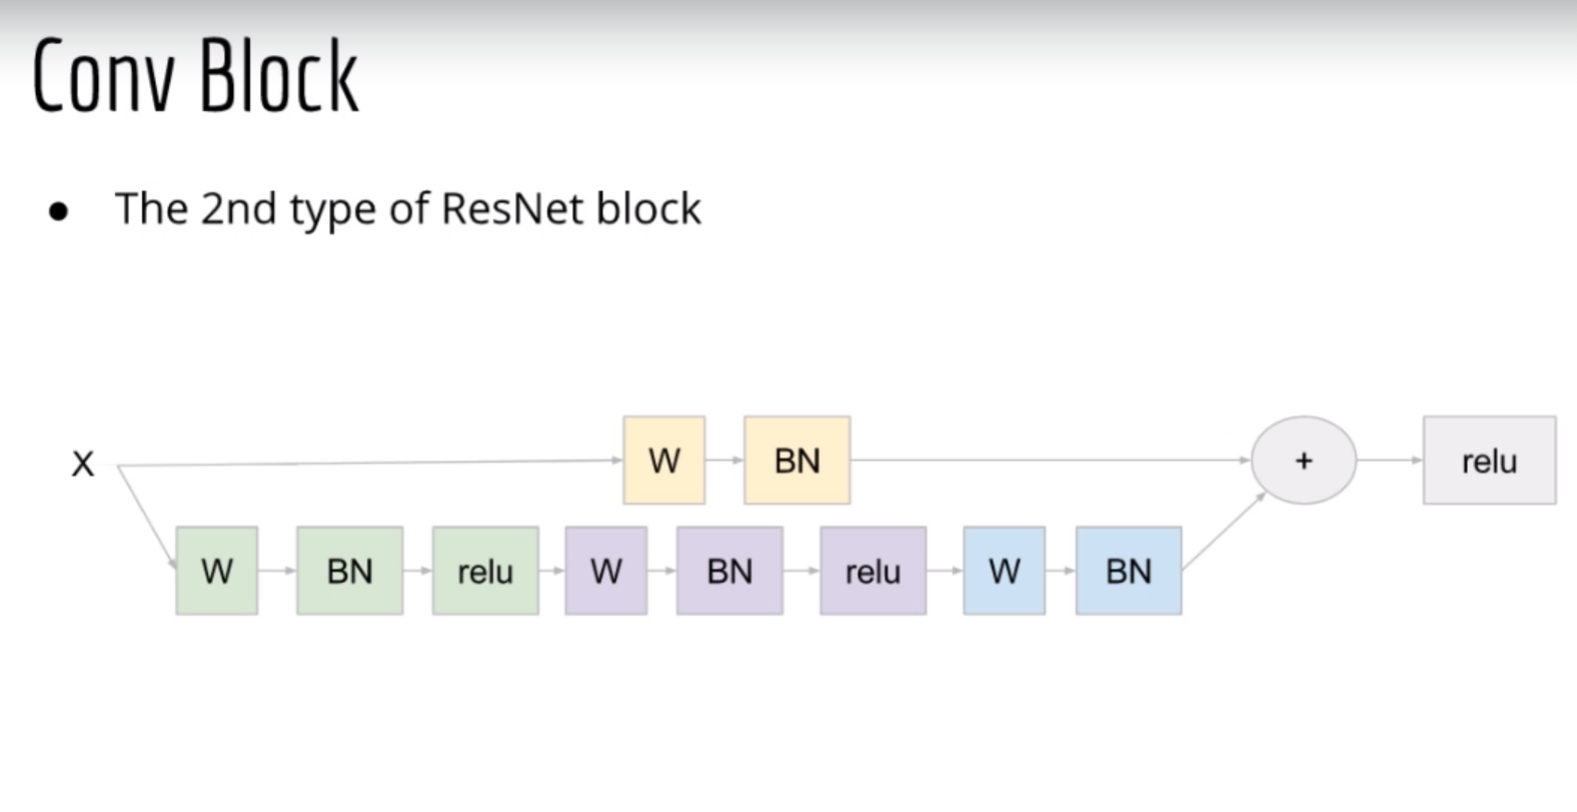 Conv Block
● The 2nd type of ResNet block
X
W BN + relu
W BN relu W BN relu W BN